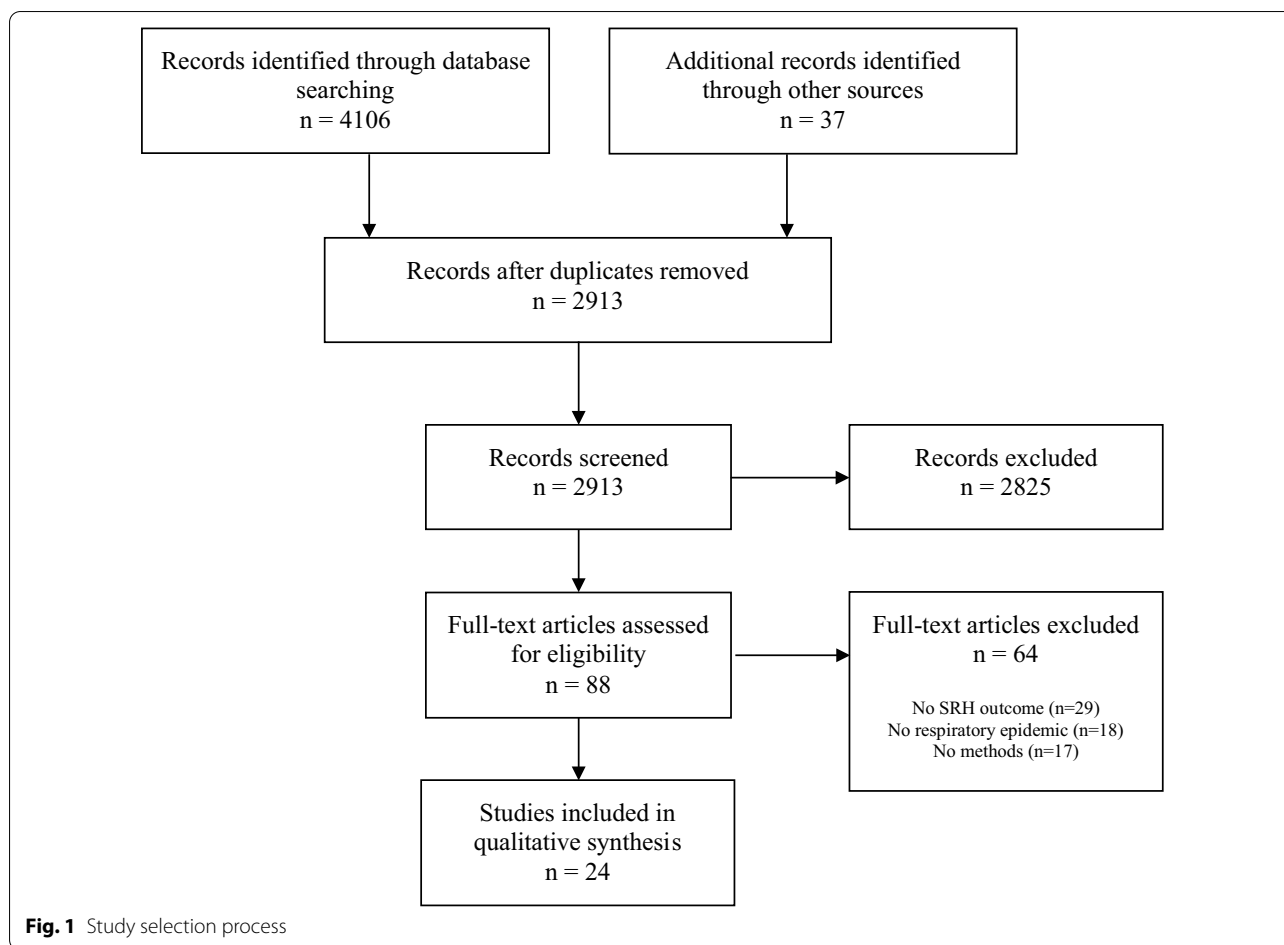 Records identified through database
searching
n = 4106
Additional records identified
through other sources
n = 37
Records after duplicates removed
n = 2913
Records screened
n = 2913
Records excluded
n = 2825
Full-text articles assessed
for eligibility
n = 88
Full-text articles excluded
n = 64
No SRH outcome (n=29)
No respiratory epidemic (n=18)
No methods (n=17)
Studies included in
qualitative synthesis
n = 24
Fig. 1 Study selection process